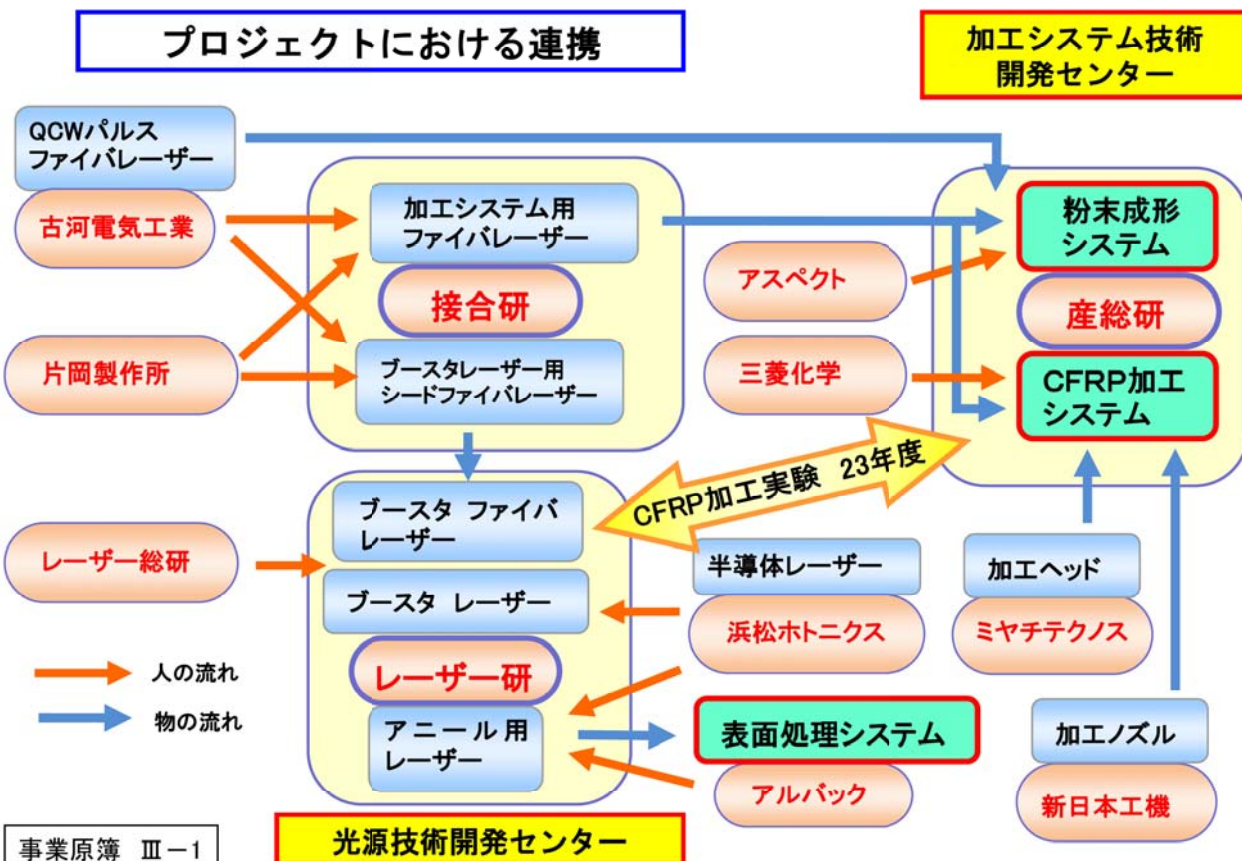 プロジェクトにおける連携
加工システム技術
開発センター
QCWパルス
ファイバレーザー
古河電気工業
片岡製作所
加工システム用
ファイバレーザー
接合研
ブースタレーザー用
シードファイバレーザー
アスペクト
三菱化学
粉末成形
システム
産総研
CFRP加工
システム
CFRP加工実験 23年度
レーザー総研
ブースタ ファイバ
レーザー
ブースタ レーザー
レーザー研
アニール用
レーザー
半導体レーザー
浜松ホトニクス
加工ヘッド
ミヤチテクノス
人の流れ
物の流れ
表面処理システム
アルバック
加工ノズル
新日本工機
事業原簿 Ⅲ－1
光源技術開発センター